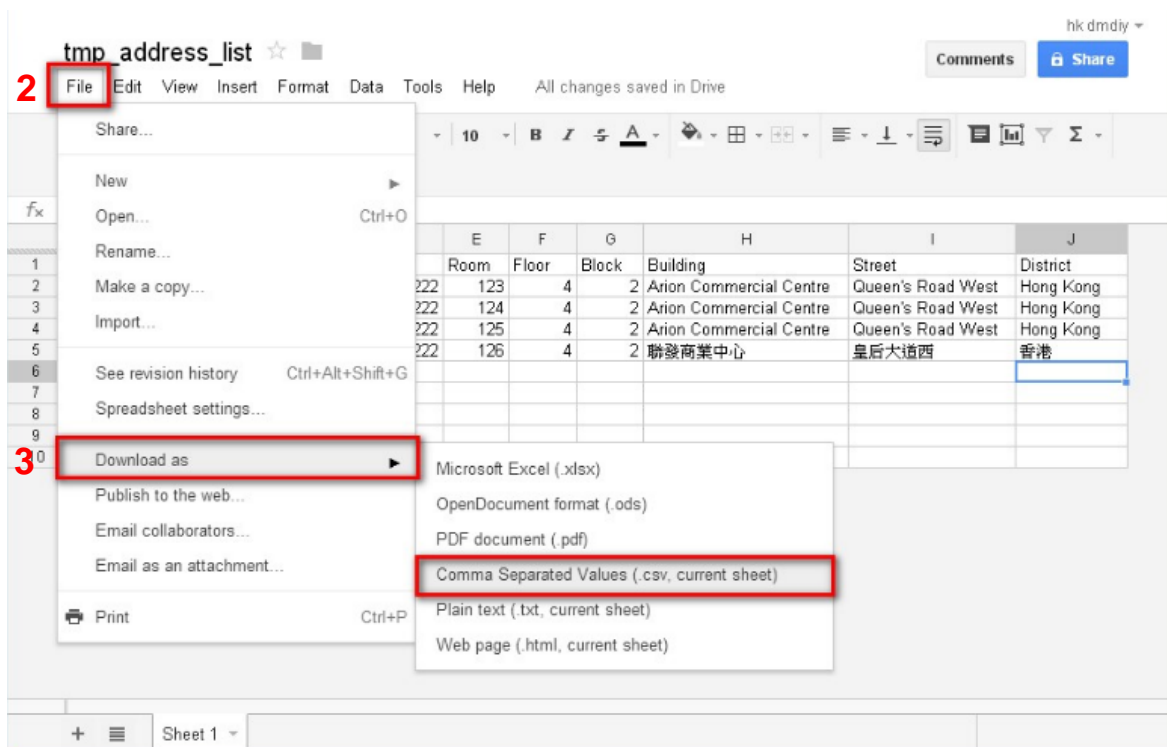 hk dmdiy
tmp_address_list
Comments
Share
2
File Edit View Insert Format Data Tools Help All changes saved in Drive
Share...
10 B I S A Σ
New
fx
Open... Ctrl+O
E F G H I J
Rename...
1 Room Floor Block Building Street District
2 Make a copy... 222 123 4 2 Arion Commercial Centre Queen's Road West Hong Kong
3 222 124 4 2 Arion Commercial Centre Queen's Road West Hong Kong
Import...
4 222 125 4 2 Arion Commercial Centre Queen's Road West Hong Kong
5 222 126 4 2 聯發商業中心 皇后大道西 香港
6 See revision history Ctrl+Alt+Shift+G
7
8 Spreadsheet settings...
9
3 0 Download as
Microsoft Excel (.xlsx)
Publish to the web...
OpenDocument format (.ods)
Email collaborators...
PDF document (.pdf)
Email as an attachment...
Comma Separated Values (.csv, current sheet)
Print Ctrl+P
Plain text (.txt, current sheet)
Web page (.html, current sheet)
+ Sheet 1